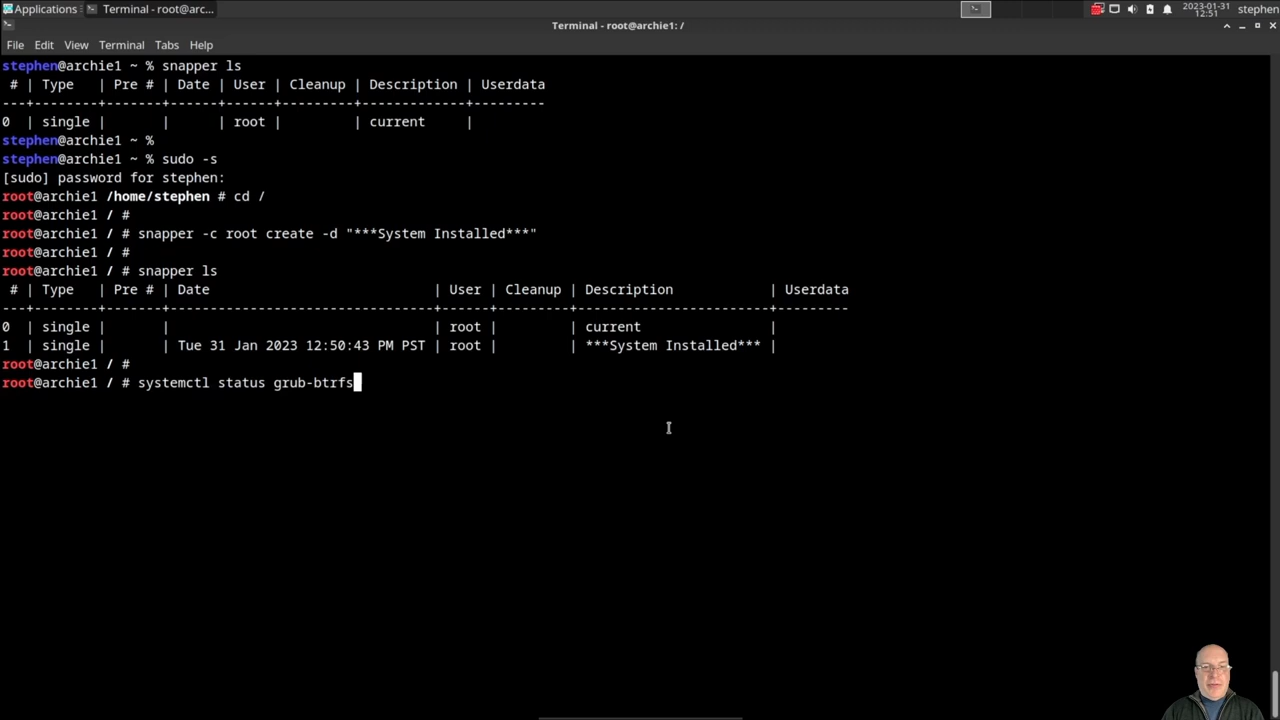 Applications Terminal - root@arc... 2023-01-31 12:51 stephen
Terminal - root@archie1: /
File Edit View Terminal Tabs Help
stephen@archie1 ~ % snapper ls
 # | Type   | Pre # | Date | User | Cleanup | Description | Userdata
---+--------+-------+------+------+---------+-------------+---------
0  | single |       |      | root |         | current     |
stephen@archie1 ~ %
stephen@archie1 ~ % sudo -s
[sudo] password for stephen:
root@archie1 /home/stephen # cd /
root@archie1 / #
root@archie1 / # snapper -c root create -d "***System Installed***"
root@archie1 / #
root@archie1 / # snapper ls
 # | Type   | Pre # | Date                            | User | Cleanup | Description            | Userdata
---+--------+-------+---------------------------------+------+---------+------------------------+---------
0  | single |       |                                 | root |         | current                |
1  | single |       | Tue 31 Jan 2023 12:50:43 PM PST | root |         | ***System Installed*** |
root@archie1 / #
root@archie1 / # systemctl status grub-btrfs